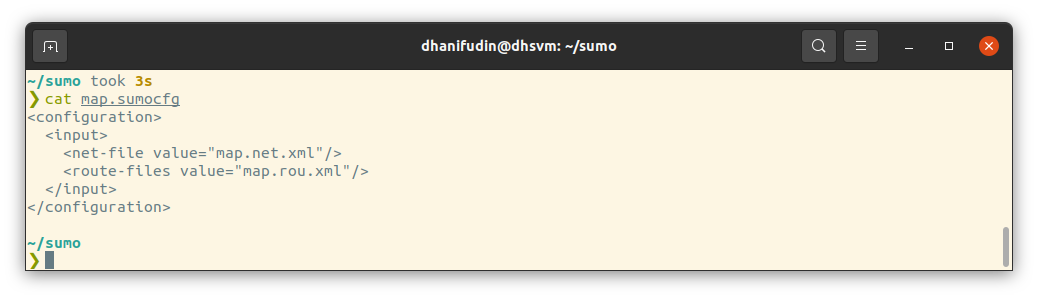 dhanifudin@dhsvm: ~/sumo
~/sumo took 3s
❯ cat map.sumocfg
<configuration>
  <input>
    <net-file value="map.net.xml"/>
    <route-files value="map.rou.xml"/>
  </input>
</configuration>
~/sumo
❯